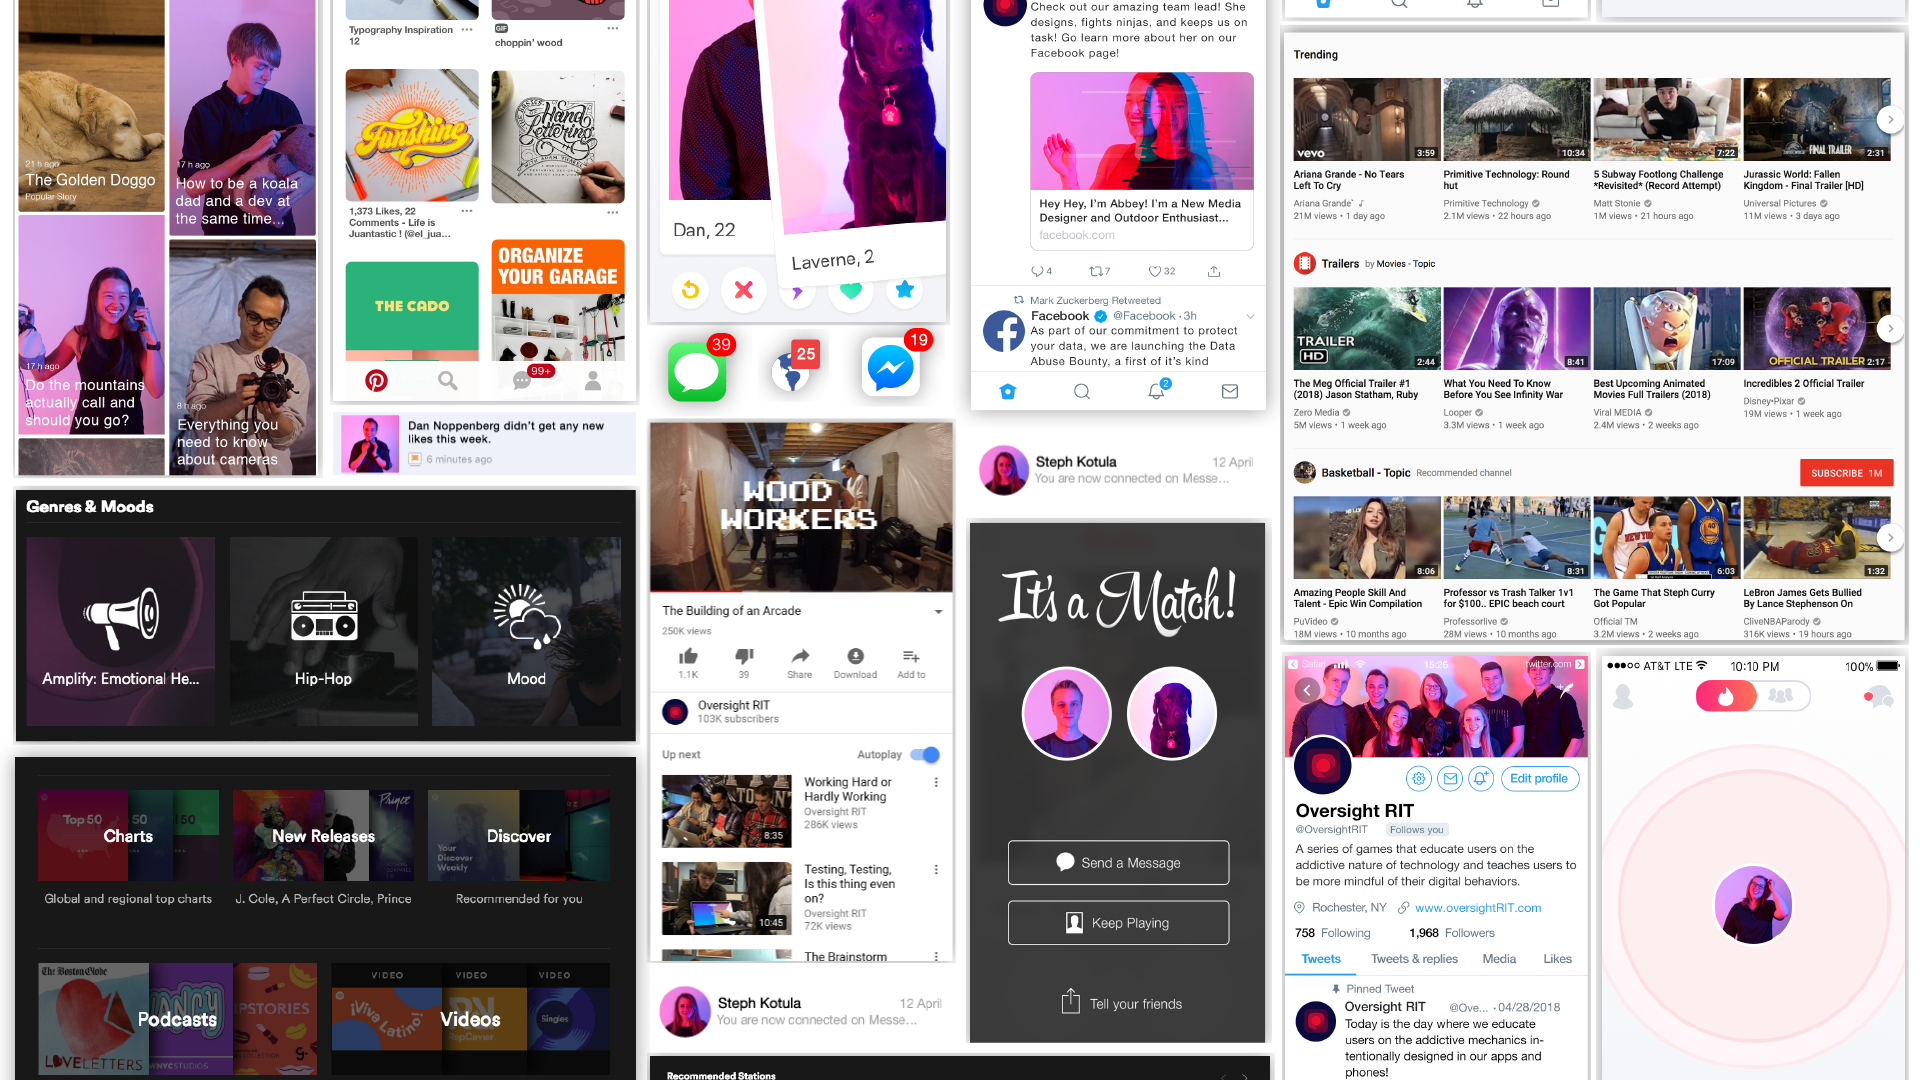 21 h ago
The Golden Doggo
Popular Story
17 h ago
How to be a koala
dad and a dev at
the same time...
17 h ago
Do the mountains
actually call and
should you go?
8 h ago
Everything you
need to know
about cameras
Typography Inspiration
12
GIF
choppin' wood
Funshine
Hand
Lettering
1,373 Likes, 22
Comments - Life is
Juantastic ! (@el_jua...
THE CADO
ORGANIZE
YOUR GARAGE
99+
Dan Noppenberg didn't get any new
likes this week.
6 minutes ago
Genres & Moods
Amplify: Emotional He...
Hip-Hop
Mood
Top 50
50
al 50
Charts
Prince
New Releases
Your
Discover
Weekly
Discover
Global and regional top charts
J. Cole, A Perfect Circle, Prince
Recommended for you
The Boston Globe
LOVELETTERS
WNYCSTUDIOS
Podcasts
VIDEO
VIDEO
VIDEO
¡Viva Latino!
RapCaviar
Singles
Videos
Dan, 22
Laverne, 2
39
25
19
WOOD
WORKERS
The Building of an Arcade
250K views
1.1K
39
Share
Download
Add to
Oversight RIT
103K subscribers
Up next
Autoplay
8:35
Working Hard or
Hardly Working
Oversight RIT
286K views
10:45
Testing, Testing,
Is this thing even
on?
Oversight RIT
72K views
The Brainstorm
Steph Kotula
12 April
You are now connected on Messe...
Recommended Stations
Check out our amazing team lead! She
designs, fights ninjas, and keeps us on
task! Go learn more about her on our
Facebook page!
Hey Hey, I'm Abbey! I'm a New Media
Designer and Outdoor Enthusiast...
facebook.com
4
7
32
Mark Zuckerberg Retweeted
Facebook @Facebook · 3h
As part of our commitment to protect
your data, we are launching the Data
Abuse Bounty, a first of it's kind
2
Steph Kotula
12 April
You are now connected on Messe...
It's a Match!
Send a Message
Keep Playing
Tell your friends
Trending
vevo
3:59
10:34
7:22
FINAL TRAILER
2:31
Ariana Grande - No Tears
Left To Cry
Ariana Grande
21M views • 1 day ago
Primitive Technology: Round
hut
Primitive Technology
2.1M views • 22 hours ago
5 Subway Footlong Challenge
*Revisited* (Record Attempt)
Matt Stonie
1M views • 21 hours ago
Jurassic World: Fallen
Kingdom - Final Trailer [HD]
Universal Pictures
11M views • 3 days ago
Trailers by Movies - Topic
TRAILER
HD
2:44
8:41
17:09
OFFICIAL TRAILER
2:17
The Meg Official Trailer #1
(2018) Jason Statham, Ruby
Zero Media
5M views • 1 week ago
What You Need To Know
Before You See Infinity War
Looper
3.3M views • 1 week ago
Best Upcoming Animated
Movies Full Trailers (2018)
Viral MEDIA
2.4M views • 2 weeks ago
Incredibles 2 Official Trailer
Disney•Pixar
19M views • 1 week ago
Basketball - Topic Recommended channel
SUBSCRIBE 1M
8:06
8:31
6:03
1:32
Amazing People Skill And
Talent - Epic Win Compilation
PuVideo
18M views • 10 months ago
Professor vs Trash Talker 1v1
for $100.. EPIC beach court
Professorlive
28M views • 10 months ago
The Game That Steph Curry
Got Popular
Official TM
3.2M views • 2 weeks ago
LeBron James Gets Bullied
By Lance Stephenson On
CliveNBAParody
316K views • 19 hours ago
Safari
15:26
twitter.com
Edit profile
Oversight RIT
@OversightRIT Follows you
A series of games that educate users on the
addictive nature of technology and teaches users to
be more mindful of their digital behaviors.
Rochester, NY www.oversightRIT.com
758 Following 1,968 Followers
Tweets Tweets & replies Media Likes
Pinned Tweet
Oversight RIT @Ove... · 04/28/2018
Today is the day where we educate
users on the addictive mechanics in-
tentionally designed in our apps and
phones!
AT&T LTE 10:10 PM 100%